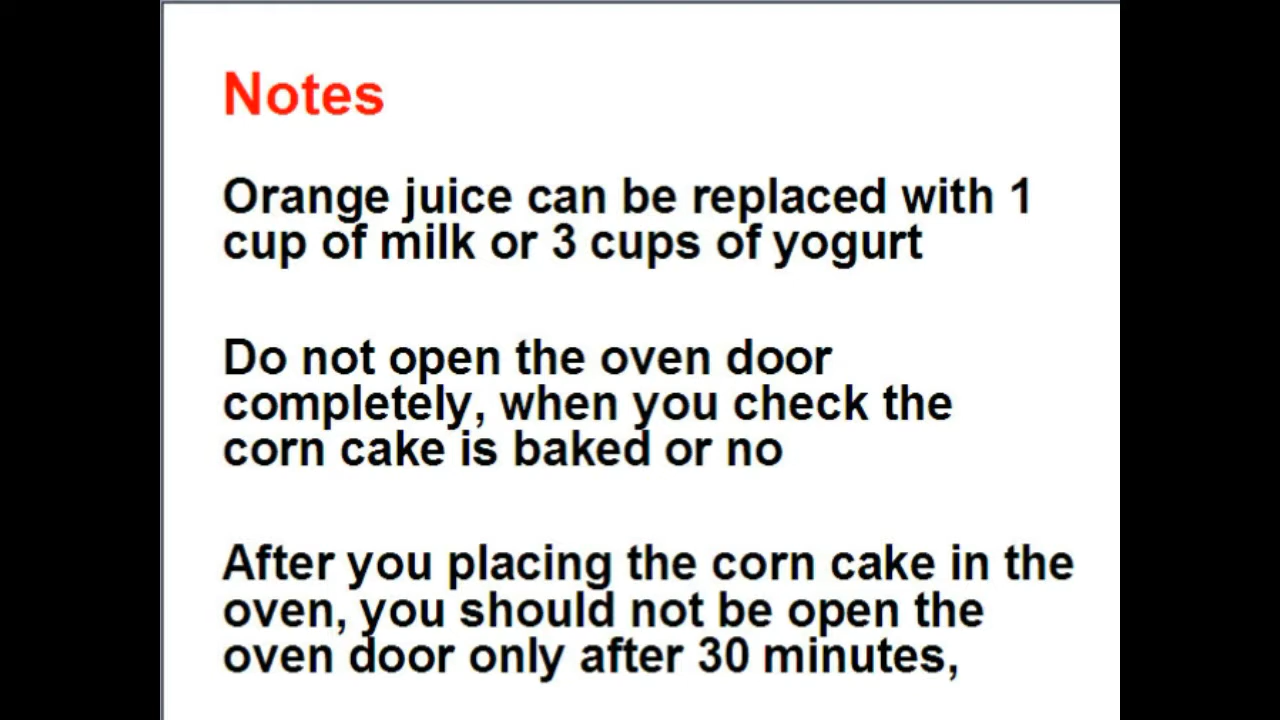 Notes
Orange juice can be replaced with 1
cup of milk or 3 cups of yogurt
Do not open the oven door
completely, when you check the
corn cake is baked or no
After you placing the corn cake in the
oven, you should not be open the
oven door only after 30 minutes,